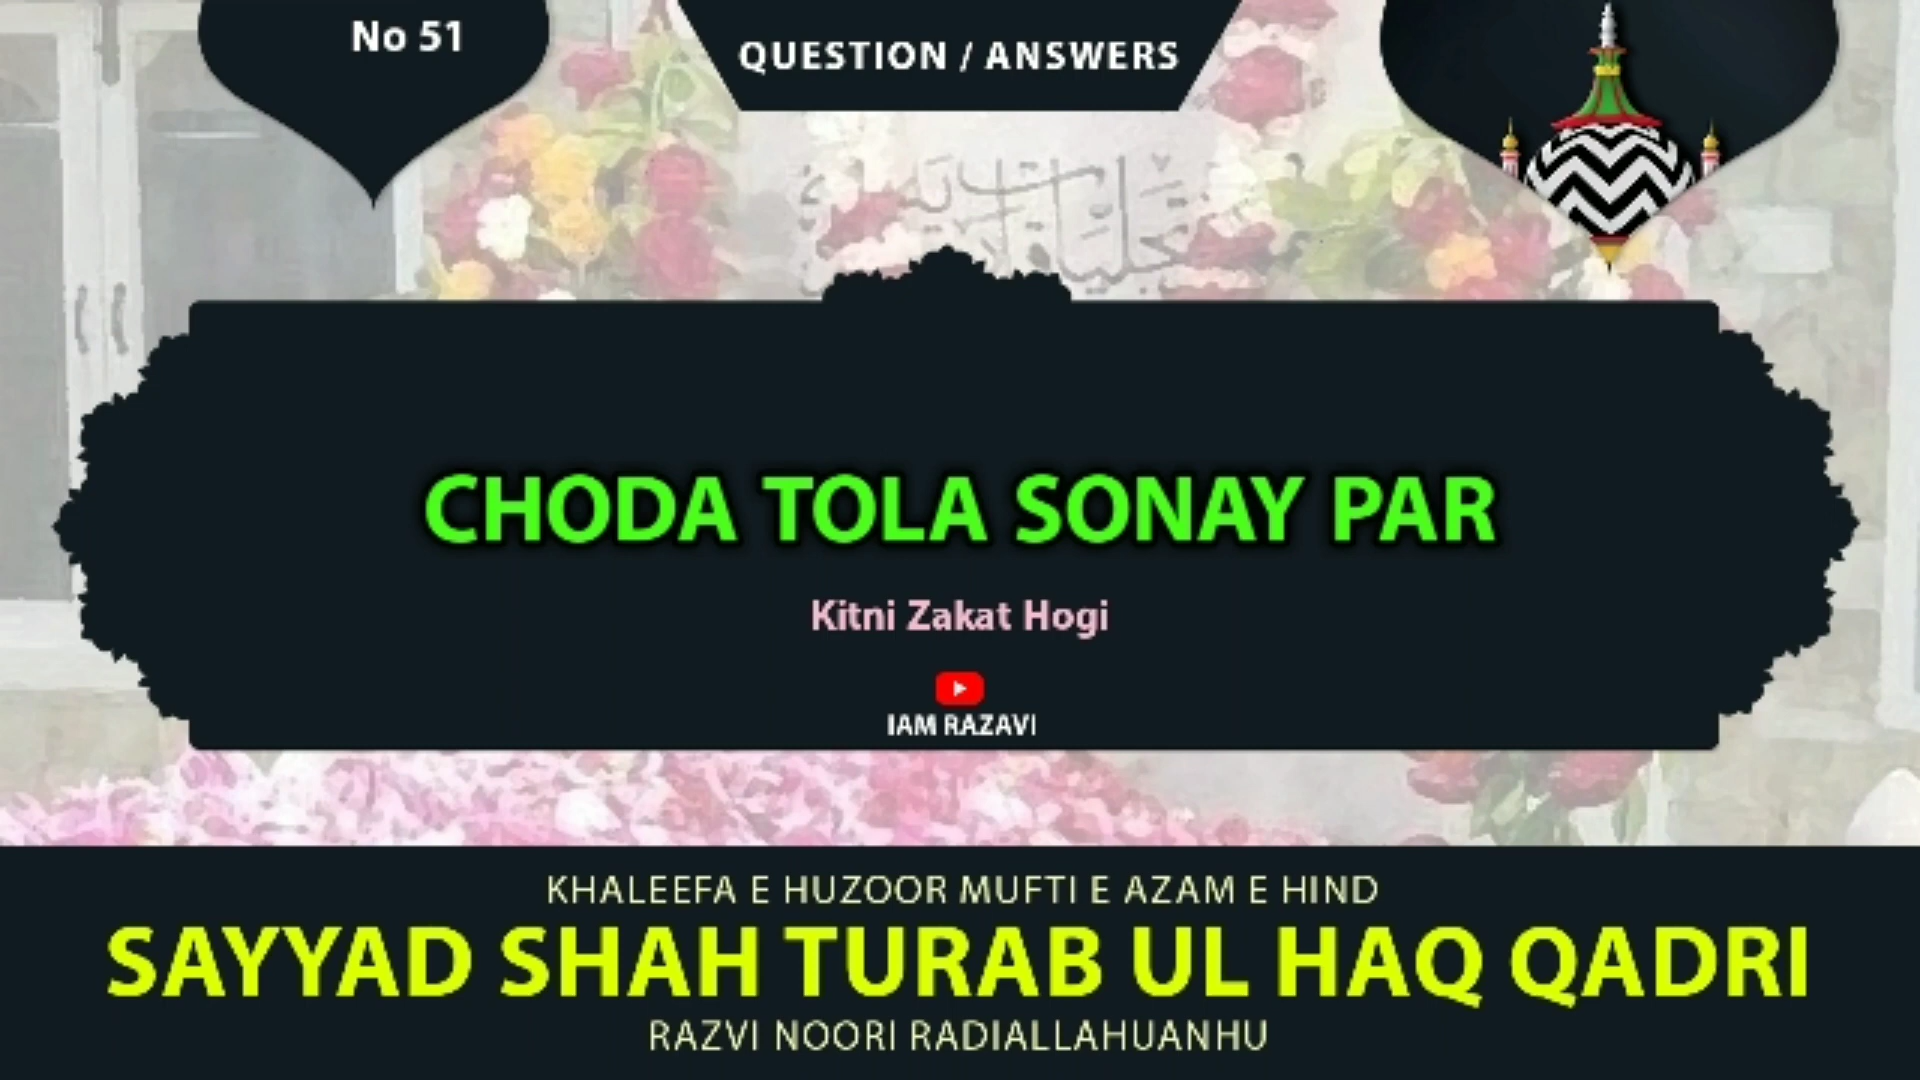 No 51
QUESTION / ANSWERS
CHODA TOLA SONAY PAR
Kitni Zakat Hogi
IAM RAZAVI
KHALEEFA E HUZOOR MUFTI E AZAM E HIND
SAYYAD SHAH TURAB UL HAQ QADRI
RAZVI NOORI RADIALLAHUANHU